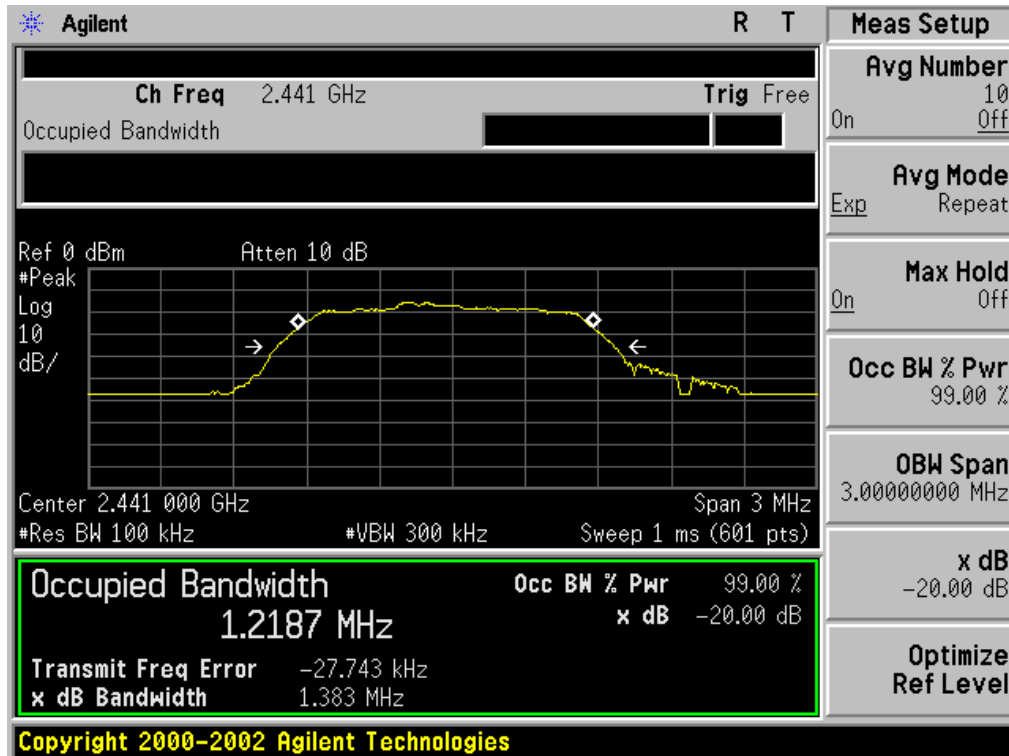 Agilent R T
Ch Freq 2.441 GHz Trig Free
Occupied Bandwidth
Ref 0 dBm Atten 10 dB
#Peak
Log
10
dB/
Center 2.441 000 GHz Span 3 MHz
#Res BW 100 kHz #VBW 300 kHz Sweep 1 ms (601 pts)
Occupied Bandwidth
1.2187 MHz
Occ BW % Pwr 99.00 %
x dB -20.00 dB
Transmit Freq Error -27.743 kHz
x dB Bandwidth 1.383 MHz
Copyright 2000-2002 Agilent Technologies
Meas Setup
Avg Number
10
On Off
Avg Mode
Exp Repeat
Max Hold
On Off
Occ BW % Pwr
99.00 %
OBW Span
3.00000000 MHz
x dB
-20.00 dB
Optimize
Ref Level